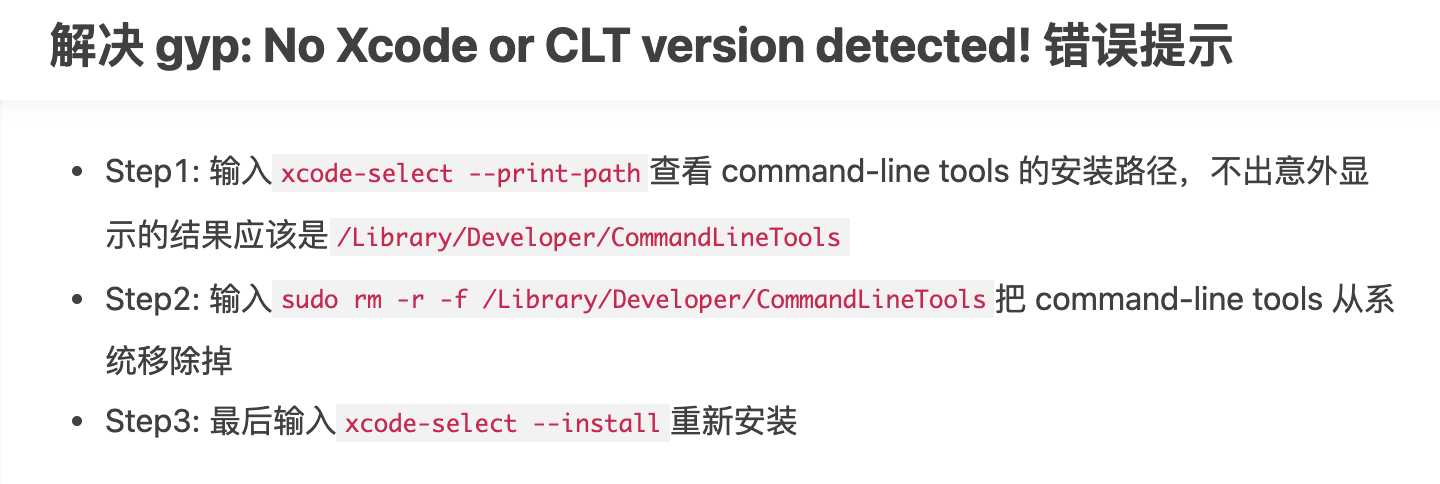 解决 gyp: No Xcode or CLT version detected! 错误提示
• Step1: 输入 xcode-select --print-path 查看 command-line tools 的安装路径，不出意外显
示的结果应该是 /Library/Developer/CommandLineTools
• Step2: 输入 sudo rm -r -f /Library/Developer/CommandLineTools 把 command-line tools 从系
统移除掉
• Step3: 最后输入 xcode-select --install 重新安装